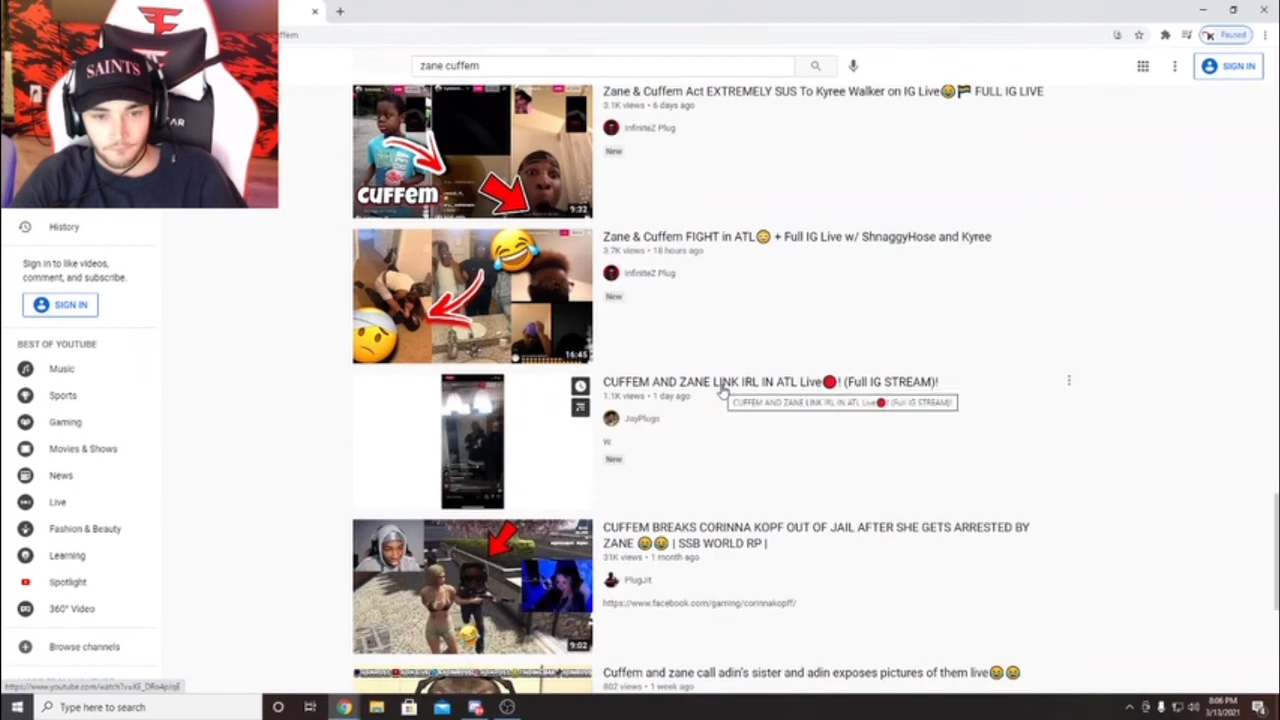 SAINTS
zane cuffem
Paused
SIGN IN
Zane & Cuffem Act EXTREMELY SUS To Kyree Walker on IG Live😂🏴 FULL IG LIVE
3.1K views • 6 days ago
InfiniteZ Plug
New
CUFFEM
9:32
History
Sign in to like videos,
comment, and subscribe.
SIGN IN
BEST OF YOUTUBE
Music
Sports
Gaming
Movies & Shows
News
Live
Fashion & Beauty
Learning
Spotlight
360° Video
Browse channels
Zane & Cuffem FIGHT in ATL😳 + Full IG Live w/ ShnaggyHose and Kyree
3.7K views • 18 hours ago
InfiniteZ Plug
New
16:45
CUFFEM AND ZANE LINK IRL IN ATL Live🔴! (Full IG STREAM)!
1.1K views • 1 day ago
CUFFEM AND ZANE LINK IRL IN ATL Live🔴! (Full IG STREAM)!
JayPlugs
W.
New
CUFFEM BREAKS CORINNA KOPF OUT OF JAIL AFTER SHE GETS ARRESTED BY
ZANE 😂😂 | SSB WORLD RP |
31K views • 1 month ago
PlugJit
https://www.facebook.com/gaming/corinnakopff/
9:02
Cuffem and zane call adin's sister and adin exposes pictures of them live😂😂
802 views • 1 week ago
Type here to search
8:06 PM
3/13/2021